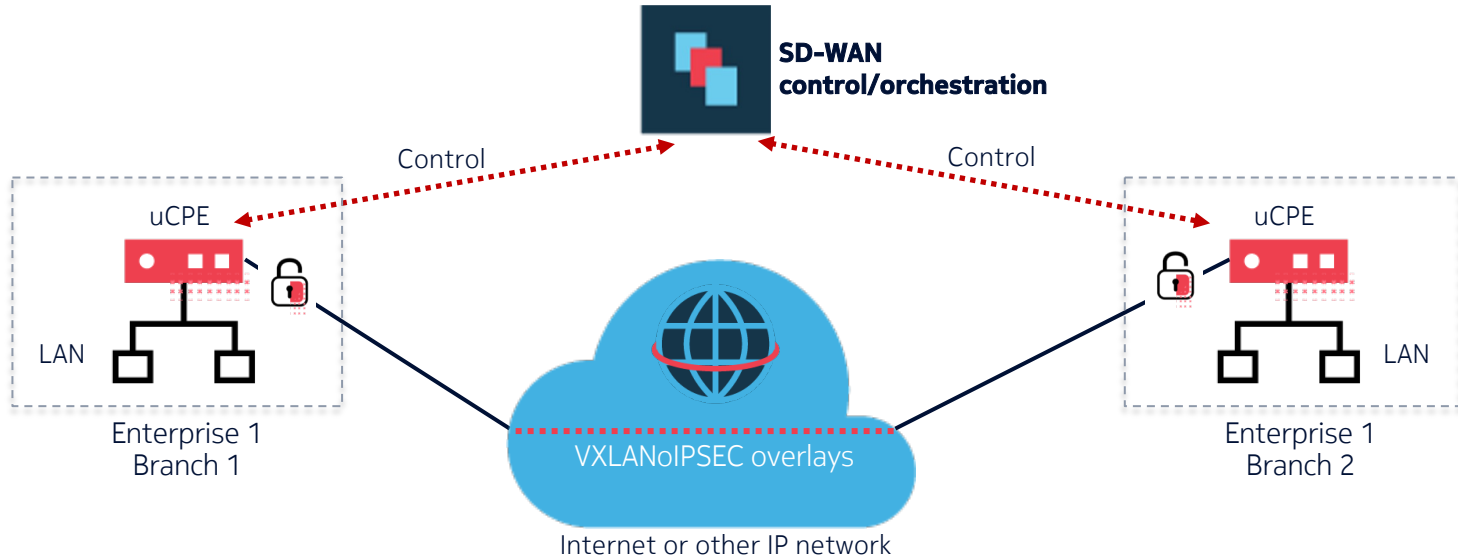 SD-WAN
control/orchestration
Control
Control
uCPE
uCPE
LAN
LAN
Enterprise 1
Branch 1
VXLANoIPSEC overlays
Enterprise 1
Branch 2
Internet or other IP network